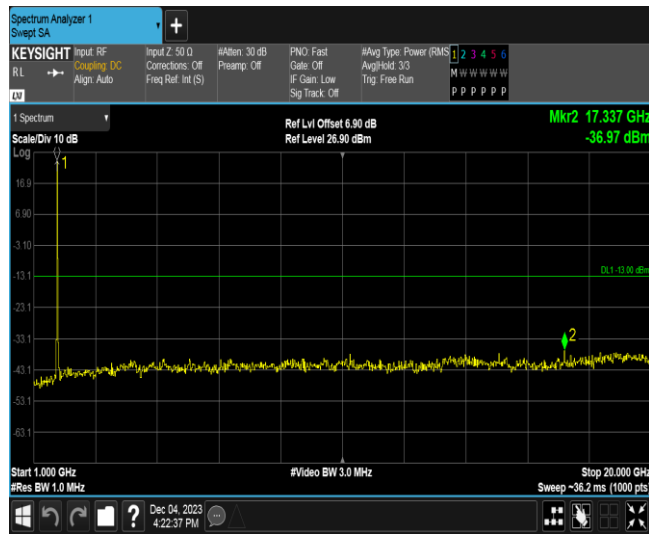 Spectrum Analyzer 1
Swept SA
+
KEYSIGHT
RL
LXI
Input: RF
Coupling: DC
Align: Auto
Input Z: 50 Ω
Corrections: Off
Freq Ref: Int (S)
#Atten: 30 dB
Preamp: Off
PNO: Fast
Gate: Off
IF Gain: Low
Sig Track: Off
#Avg Type: Power (RMS
Avg|Hold: 3/3
Trig: Free Run
1 2 3 4 5 6
M W W W W W
P P P P P P
1 Spectrum
Scale/Div 10 dB
Log
Ref Lvl Offset 6.90 dB
Ref Level 26.90 dBm
Mkr2 17.337 GHz
-36.97 dBm
1
16.9
6.90
-3.10
-13.1
DL1 -13.00 dBm
-23.1
-33.1
2
-43.1
-53.1
-63.1
Start 1.000 GHz
#Res BW 1.0 MHz
#Video BW 3.0 MHz
Stop 20.000 GHz
Sweep ~36.2 ms (1000 pts)
?
Dec 04, 2023
4:22:37 PM